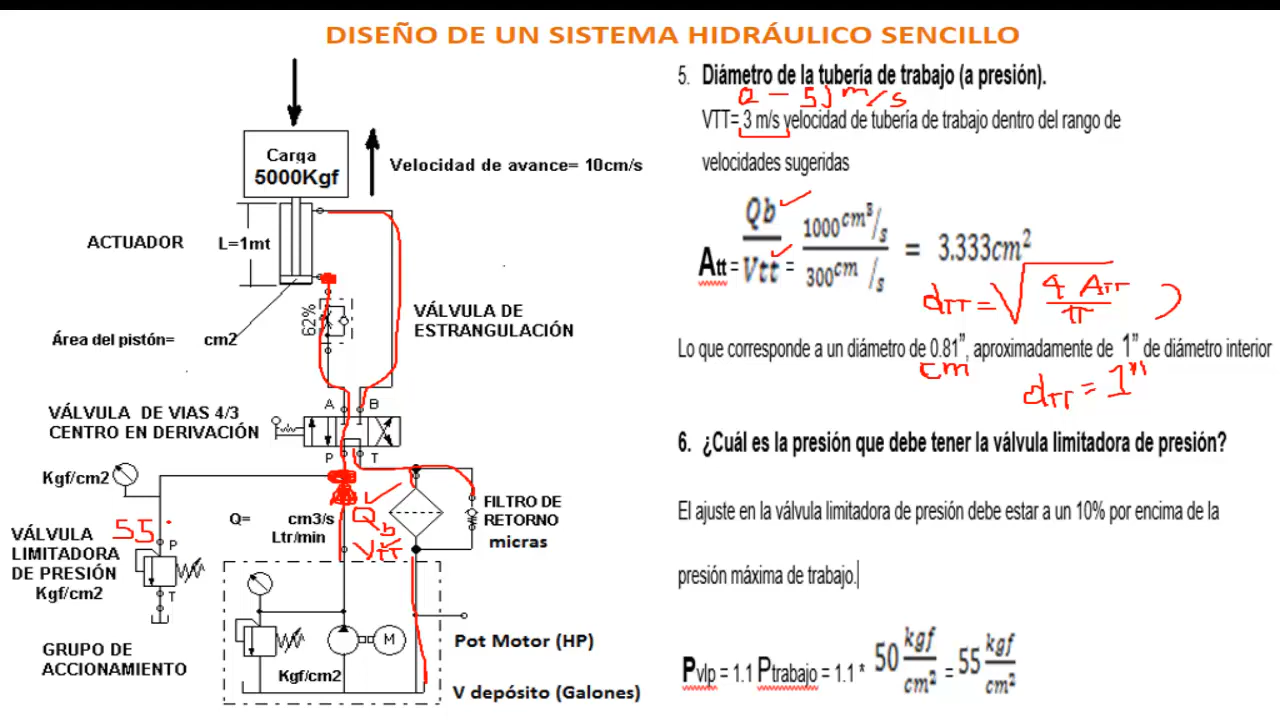 DISEÑO DE UN SISTEMA HIDRÁULICO SENCILLO
Carga
5000Kgf
Velocidad de avance= 10cm/s
ACTUADOR
L=1mt
62%
VÁLVULA DE
ESTRANGULACIÓN
Área del pistón= cm2
VÁLVULA DE VIAS 4/3
CENTRO EN DERIVACIÓN
A B
P T
Kgf/cm2
55
VÁLVULA
LIMITADORA
DE PRESIÓN
Kgf/cm2
P
T
Q= cm3/s
Ltr/min
Qb
VTT
FILTRO DE
RETORNO
micras
GRUPO DE
ACCIONAMIENTO
M
Kgf/cm2
Pot Motor (HP)
V depósito (Galones)
5. Diámetro de la tubería de trabajo (a presión).
2 - 5) m/s
VTT= 3 m/s velocidad de tubería de trabajo dentro del rango de
velocidades sugeridas
Att = Qb/Vtt = 1000 cm³/s / 300 cm/s = 3.333cm²
dTT = √(4 ATT/π)
Lo que corresponde a un diámetro de 0.81", aproximadamente de 1" de diámetro interior
cm
dTT = 1"
6. ¿Cuál es la presión que debe tener la válvula limitadora de presión?
El ajuste en la válvula limitadora de presión debe estar a un 10% por encima de la
presión máxima de trabajo.
Pvlp = 1.1 Ptrabajo = 1.1 * 50 kgf/cm² = 55 kgf/cm²